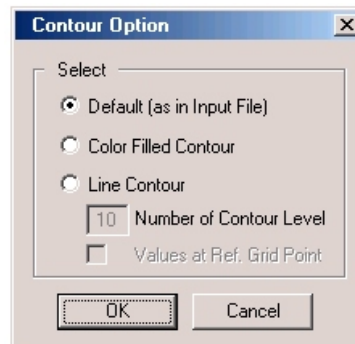 Contour Option
Select
Default (as in Input File)
Color Filled Contour
Line Contour
10 Number of Contour Level
Values at Ref. Grid Point
OK Cancel